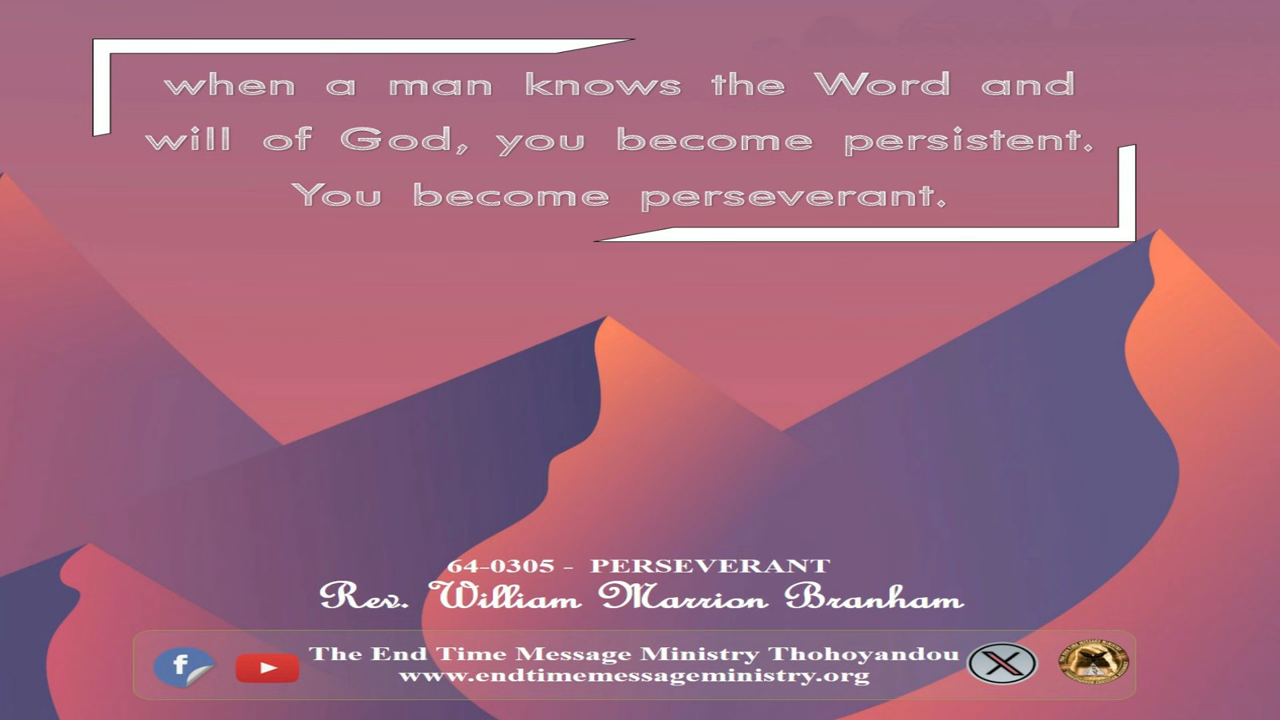 when a man knows the Word and
will of God, you become persistent.
You become perseverant.
64-0305 - PERSEVERANT
Rev. William Marrion Branham
The End Time Message Ministry Thohoyandou
www.endtimemessageministry.org